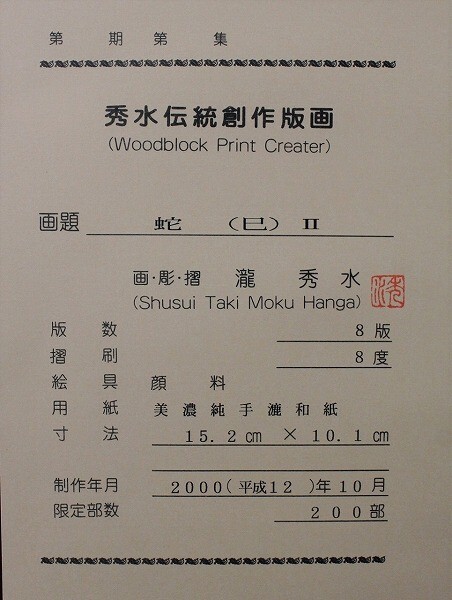 第　期第　集
秀水伝統創作版画
(Woodblock Print Creater)
画題　蛇　（巳）Ⅱ
画・彫・摺　瀧　秀　水
(Shusui Taki Moku Hanga)
版　数　８版
摺　刷　８度
絵　具　顔　料
用　紙　美濃純手漉和紙
寸　法　１５.２㎝　×１０.１㎝
制作年月　２０００(平成１２　)年１０月
限定部数　２００部